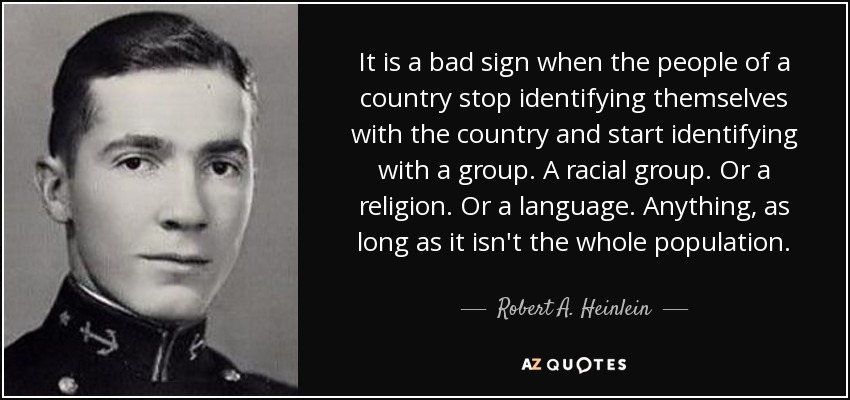 It is a bad sign when the people of a
country stop identifying themselves
with the country and start identifying
with a group. A racial group. Or a
religion. Or a language. Anything, as
long as it isn't the whole population.
Robert A. Heinlein
AZ QUOTES